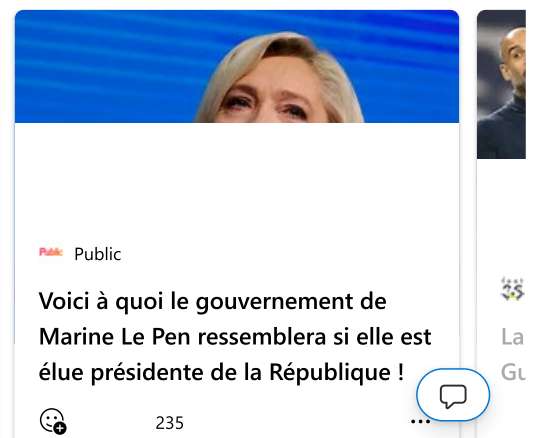 Public
Public
Voici à quoi le gouvernement de
Marine Le Pen ressemblera si elle est
élue présidente de la République !
235
La
Gu